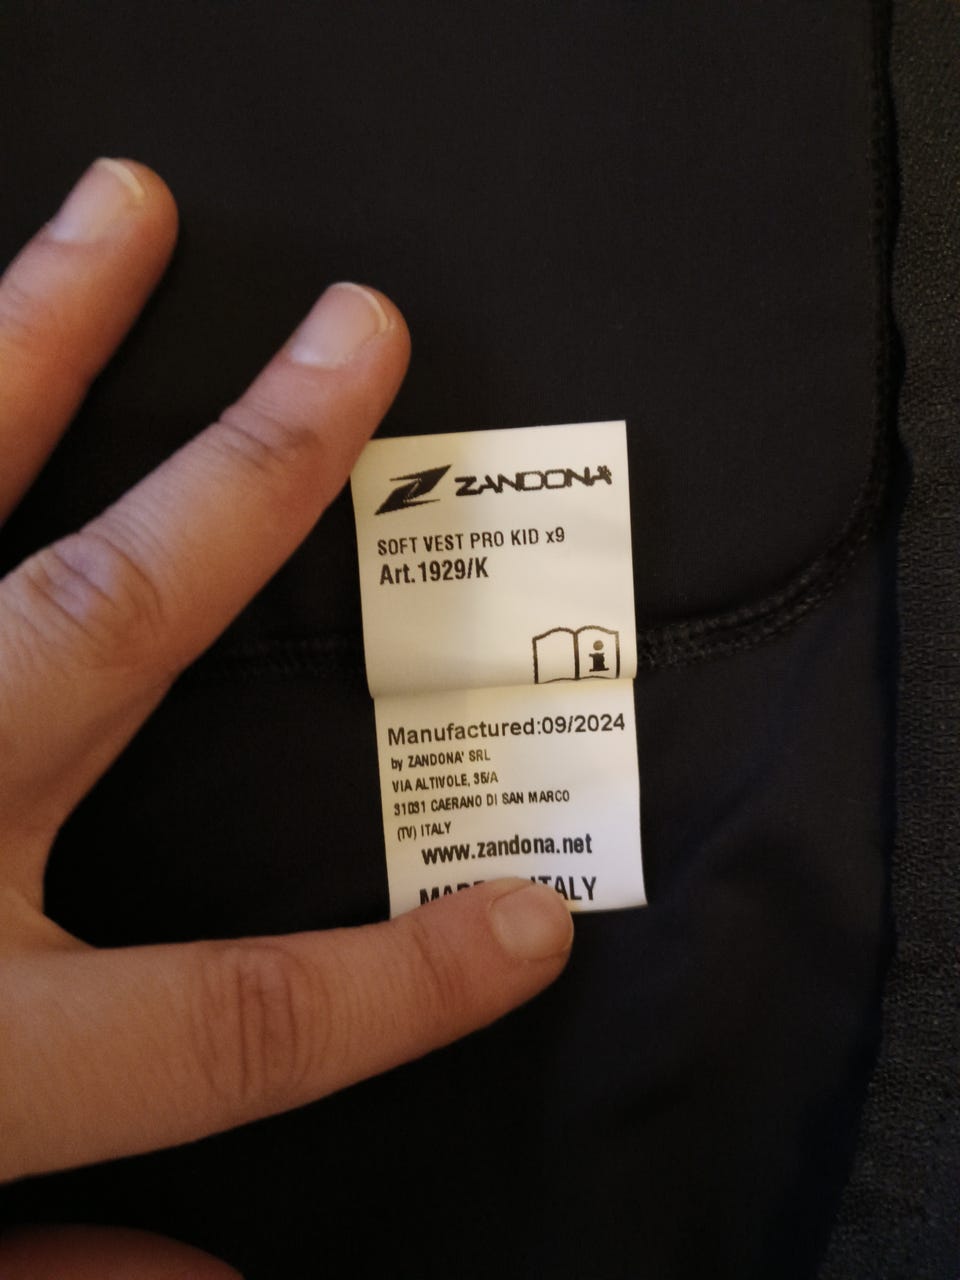 ZANDONA'
SOFT VEST PRO KID x9
Art.1929/K
i
Manufactured:09/2024
by ZANDONA' SRL
VIA ALTIVOLE, 35/A
31031 CAERANO DI SAN MARCO
(TV) ITALY
www.zandona.net
ITALY